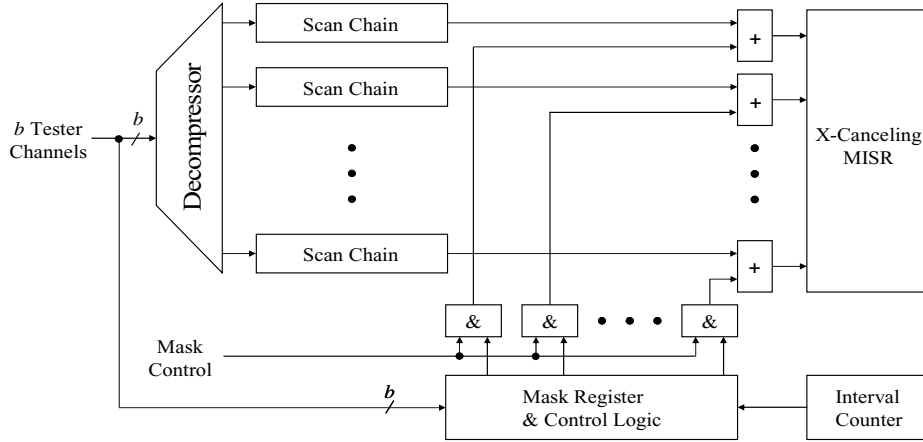 Scan Chain
+
Scan Chain
+
b Tester
Channels
b
Decompressor
X-Canceling
MISR
Scan Chain
+
& & &
Mask
Control
b
Mask Register
& Control Logic
Interval
Counter